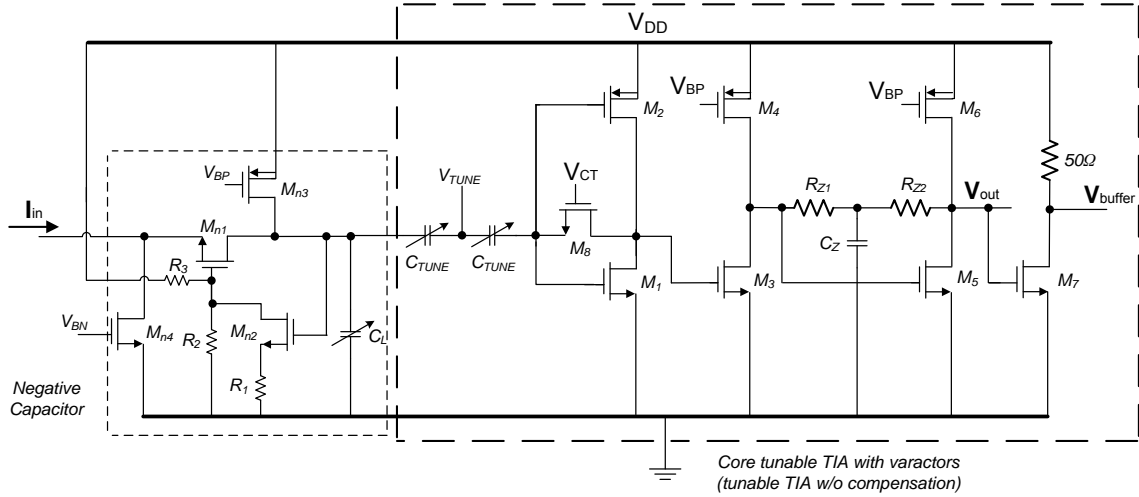 V_DD
V_BP
M_2
V_BP
M_4
V_BP
M_6
50Ω
V_BP
M_n3
V_TUNE
V_CT
R_Z1
R_Z2
V_out
V_buffer
I_in
M_n1
C_TUNE
C_TUNE
M_8
C_Z
R_3
M_1
M_3
M_5
M_7
V_BN
M_n4
R_2
M_n2
C_L
R_1
Negative
Capacitor
Core tunable TIA with varactors
(tunable TIA w/o compensation)